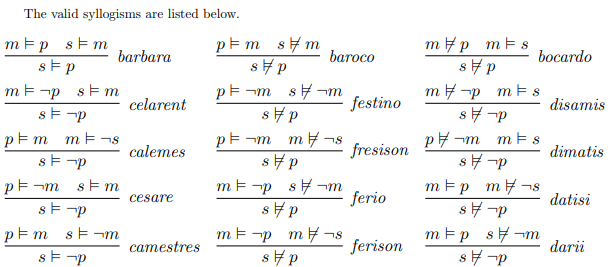 The valid syllogisms are listed below.
m ⊨ p s ⊨ m
s ⊨ p
barbara
p ⊨ m s ⊭ m
s ⊭ p
baroco
m ⊭ p m ⊨ s
s ⊭ p
bocardo
m ⊨ ¬p s ⊨ m
s ⊨ ¬p
celarent
p ⊨ ¬m s ⊭ ¬m
s ⊭ p
festino
m ⊭ ¬p m ⊨ s
s ⊭ ¬p
disamis
p ⊨ m m ⊨ ¬s
s ⊨ ¬p
calemes
p ⊨ ¬m m ⊭ ¬s
s ⊭ p
fresison
p ⊭ ¬m m ⊨ s
s ⊭ ¬p
dimatis
p ⊨ ¬m s ⊨ m
s ⊨ ¬p
cesare
m ⊨ ¬p s ⊭ ¬m
s ⊭ p
ferio
m ⊨ p m ⊭ ¬s
s ⊭ ¬p
datisi
p ⊨ m s ⊨ ¬m
s ⊨ ¬p
camestres
m ⊨ ¬p m ⊭ ¬s
s ⊭ p
ferison
m ⊨ p s ⊭ ¬m
s ⊭ ¬p
darii